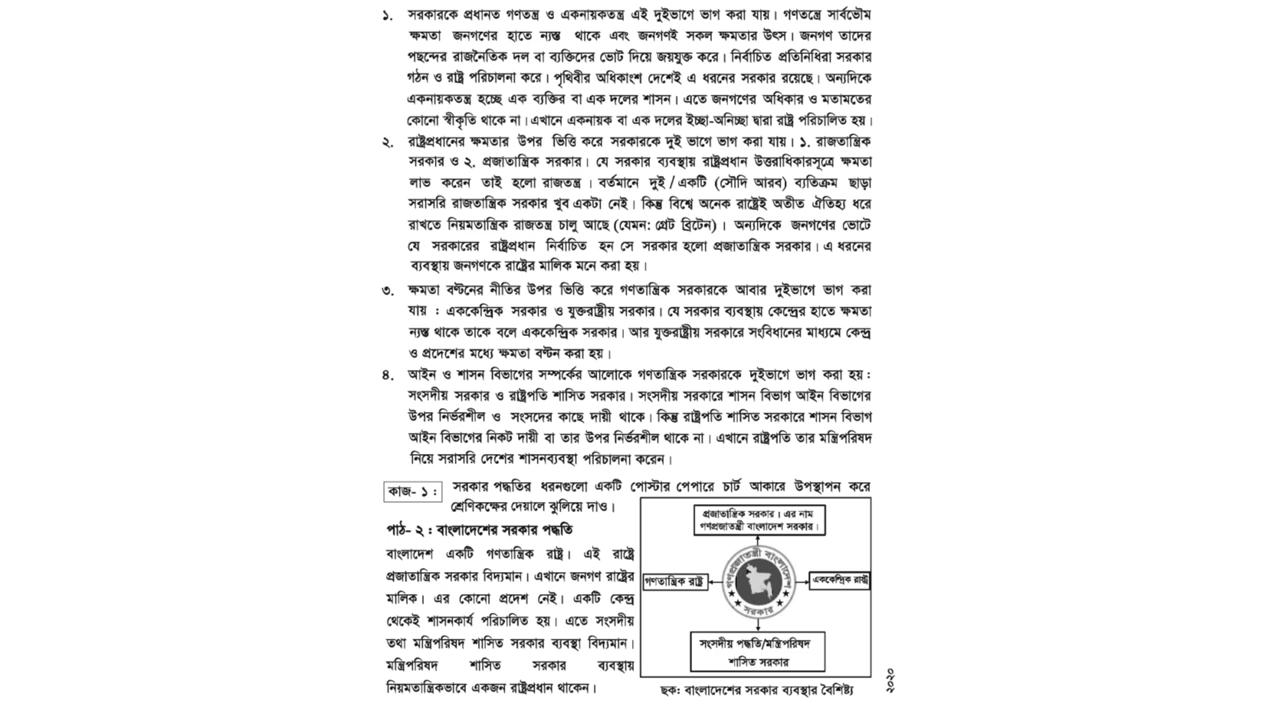 ১. সরকারকে প্রধানত গণতন্ত্র ও একনায়কতন্ত্র এই দুইভাগে ভাগ করা যায়। গণতন্ত্রে সার্বভৌম
ক্ষমতা জনগণের হাতে ন্যস্ত থাকে এবং জনগণই সকল ক্ষমতার উৎস। জনগণ তাদের
পছন্দের রাজনৈতিক দল বা ব্যক্তিদের ভোট দিয়ে জয়যুক্ত করে। নির্বাচিত প্রতিনিধিরা সরকার
গঠন ও রাষ্ট্র পরিচালনা করে। পৃথিবীর অধিকাংশ দেশেই এ ধরনের সরকার রয়েছে। অন্যদিকে
একনায়কতন্ত্র হচ্ছে এক ব্যক্তির বা এক দলের শাসন। এতে জনগণের অধিকার ও মতামতের
কোনো স্বীকৃতি থাকে না। এখানে একনায়ক বা এক দলের ইচ্ছা-অনিচ্ছা দ্বারা রাষ্ট্র পরিচালিত হয়।
২. রাষ্ট্রপ্রধানের ক্ষমতার উপর ভিত্তি করে সরকারকে দুই ভাগে ভাগ করা যায়। ১. রাজতান্ত্রিক
সরকার ও ২. প্রজাতান্ত্রিক সরকার। যে সরকার ব্যবস্থায় রাষ্ট্রপ্রধান উত্তরাধিকারসূত্রে ক্ষমতা
লাভ করেন তাই হলো রাজতন্ত্র । বর্তমানে দুই / একটি (সৌদি আরব) ব্যতিক্রম ছাড়া
সরাসরি রাজতান্ত্রিক সরকার খুব একটা নেই। কিন্তু বিশ্বে অনেক রাষ্ট্রেই অতীত ঐতিহ্য ধরে
রাখতে নিয়মতান্ত্রিক রাজতন্ত্র চালু আছে (যেমন: গ্রেট ব্রিটেন) । অন্যদিকে জনগণের ভোটে
যে সরকারের রাষ্ট্রপ্রধান নির্বাচিত হন সে সরকার হলো প্রজাতান্ত্রিক সরকার। এ ধরনের
ব্যবস্থায় জনগণকে রাষ্ট্রের মালিক মনে করা হয়।
৩. ক্ষমতা বণ্টনের নীতির উপর ভিত্তি করে গণতান্ত্রিক সরকারকে আবার দুইভাগে ভাগ করা
যায় : এককেন্দ্রিক সরকার ও যুক্তরাষ্ট্রীয় সরকার। যে সরকার ব্যবস্থায় কেন্দ্রের হাতে ক্ষমতা
ন্যস্ত থাকে তাকে বলে এককেন্দ্রিক সরকার। আর যুক্তরাষ্ট্রীয় সরকারে সংবিধানের মাধ্যমে কেন্দ্র
ও প্রদেশের মধ্যে ক্ষমতা বণ্টন করা হয়।
৪. আইন ও শাসন বিভাগের সম্পর্কের আলোকে গণতান্ত্রিক সরকারকে দুইভাগে ভাগ করা হয় :
সংসদীয় সরকার ও রাষ্ট্রপতি শাসিত সরকার। সংসদীয় সরকারে শাসন বিভাগ আইন বিভাগের
উপর নির্ভরশীল ও সংসদের কাছে দায়ী থাকে। কিন্তু রাষ্ট্রপতি শাসিত সরকারে শাসন বিভাগ
আইন বিভাগের নিকট দায়ী বা তার উপর নির্ভরশীল থাকে না। এখানে রাষ্ট্রপতি তার মন্ত্রিপরিষদ
নিয়ে সরাসরি দেশের শাসনব্যবস্থা পরিচালনা করেন।
কাজ- ১ : সরকার পদ্ধতির ধরনগুলো একটি পোস্টার পেপারে চার্ট আকারে উপস্থাপন করে
শ্রেণিকক্ষের দেয়ালে ঝুলিয়ে দাও।
পাঠ- ২ : বাংলাদেশের সরকার পদ্ধতি
বাংলাদেশ একটি গণতান্ত্রিক রাষ্ট্র। এই রাষ্ট্রে
প্রজাতান্ত্রিক সরকার বিদ্যমান। এখানে জনগণ রাষ্ট্রের
মালিক। এর কোনো প্রদেশ নেই। একটি কেন্দ্র
থেকেই শাসনকার্য পরিচালিত হয়। এতে সংসদীয়
তথা মন্ত্রিপরিষদ শাসিত সরকার ব্যবস্থা বিদ্যমান।
মন্ত্রিপরিষদ শাসিত সরকার ব্যবস্থায়
নিয়মতান্ত্রিকভাবে একজন রাষ্ট্রপ্রধান থাকেন।
প্রজাতান্ত্রিক সরকার। এর নাম
গণপ্রজাতন্ত্রী বাংলাদেশ সরকার।
গণতান্ত্রিক রাষ্ট্র
গণপ্রজাতন্ত্রী বাংলাদেশ
সরকার
এককেন্দ্রিক রাষ্ট্র
সংসদীয় পদ্ধতি/মন্ত্রিপরিষদ
শাসিত সরকার
ছক: বাংলাদেশের সরকার ব্যবস্থার বৈশিষ্ট্য
২০২০